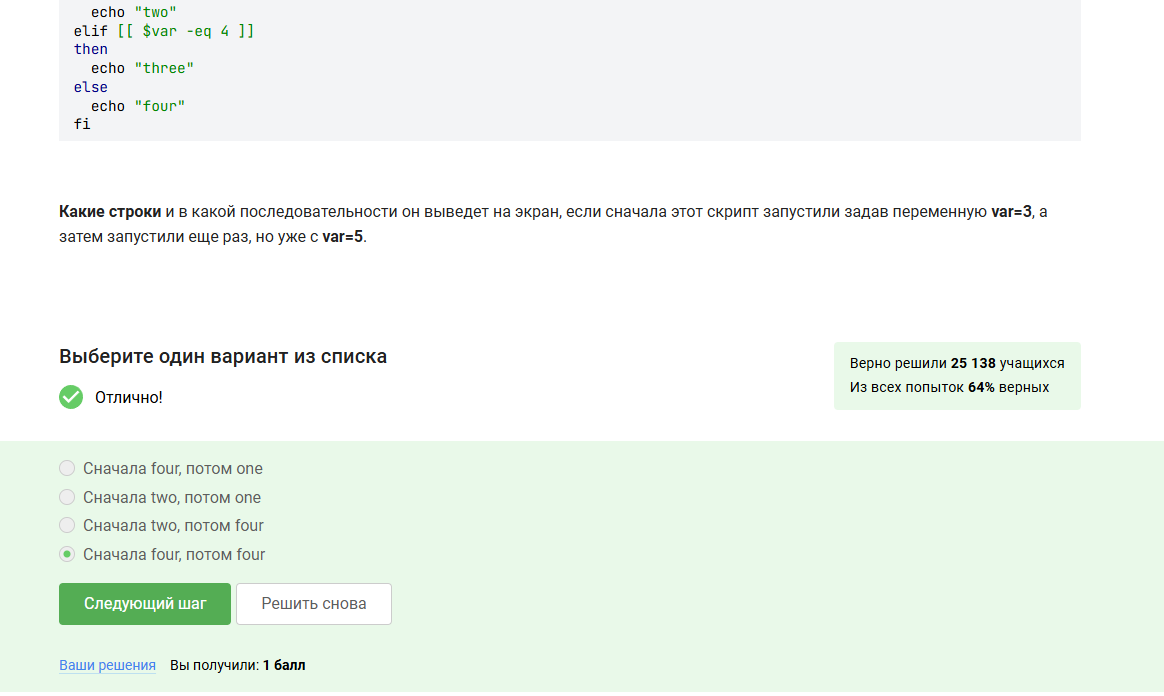 echo "two"
elif [[ $var -eq 4 ]]
then
echo "three"
else
echo "four"
fi
Какие строки и в какой последовательности он выведет на экран, если сначала этот скрипт запустили задав переменную var=3, а
затем запустили еще раз, но уже с var=5.
Выберите один вариант из списка
Отлично!
Верно решили 25 138 учащихся
Из всех попыток 64% верных
Сначала four, потом one
Сначала two, потом one
Сначала two, потом four
Сначала four, потом four
Следующий шаг
Решить снова
Ваши решения Вы получили: 1 балл